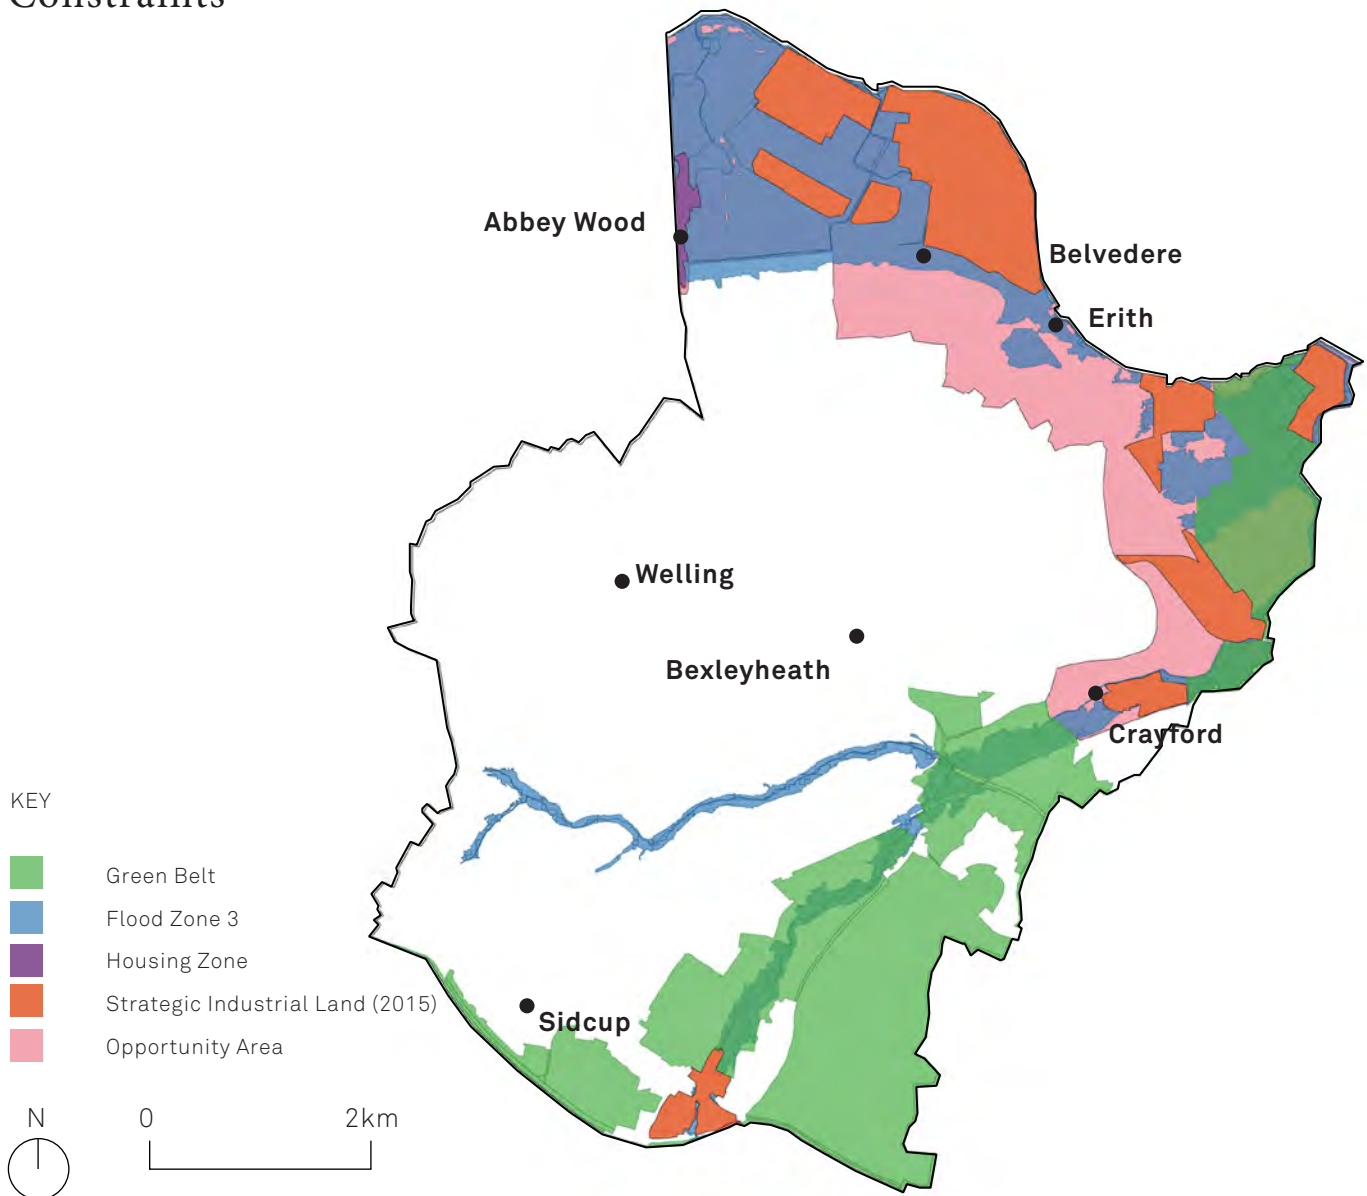 Constraints
Abbey Wood
Belvedere
Erith
Welling
Bexleyheath
Crayford
Sidcup
KEY
Green Belt
Flood Zone 3
Housing Zone
Strategic Industrial Land (2015)
Opportunity Area
N
0 2km